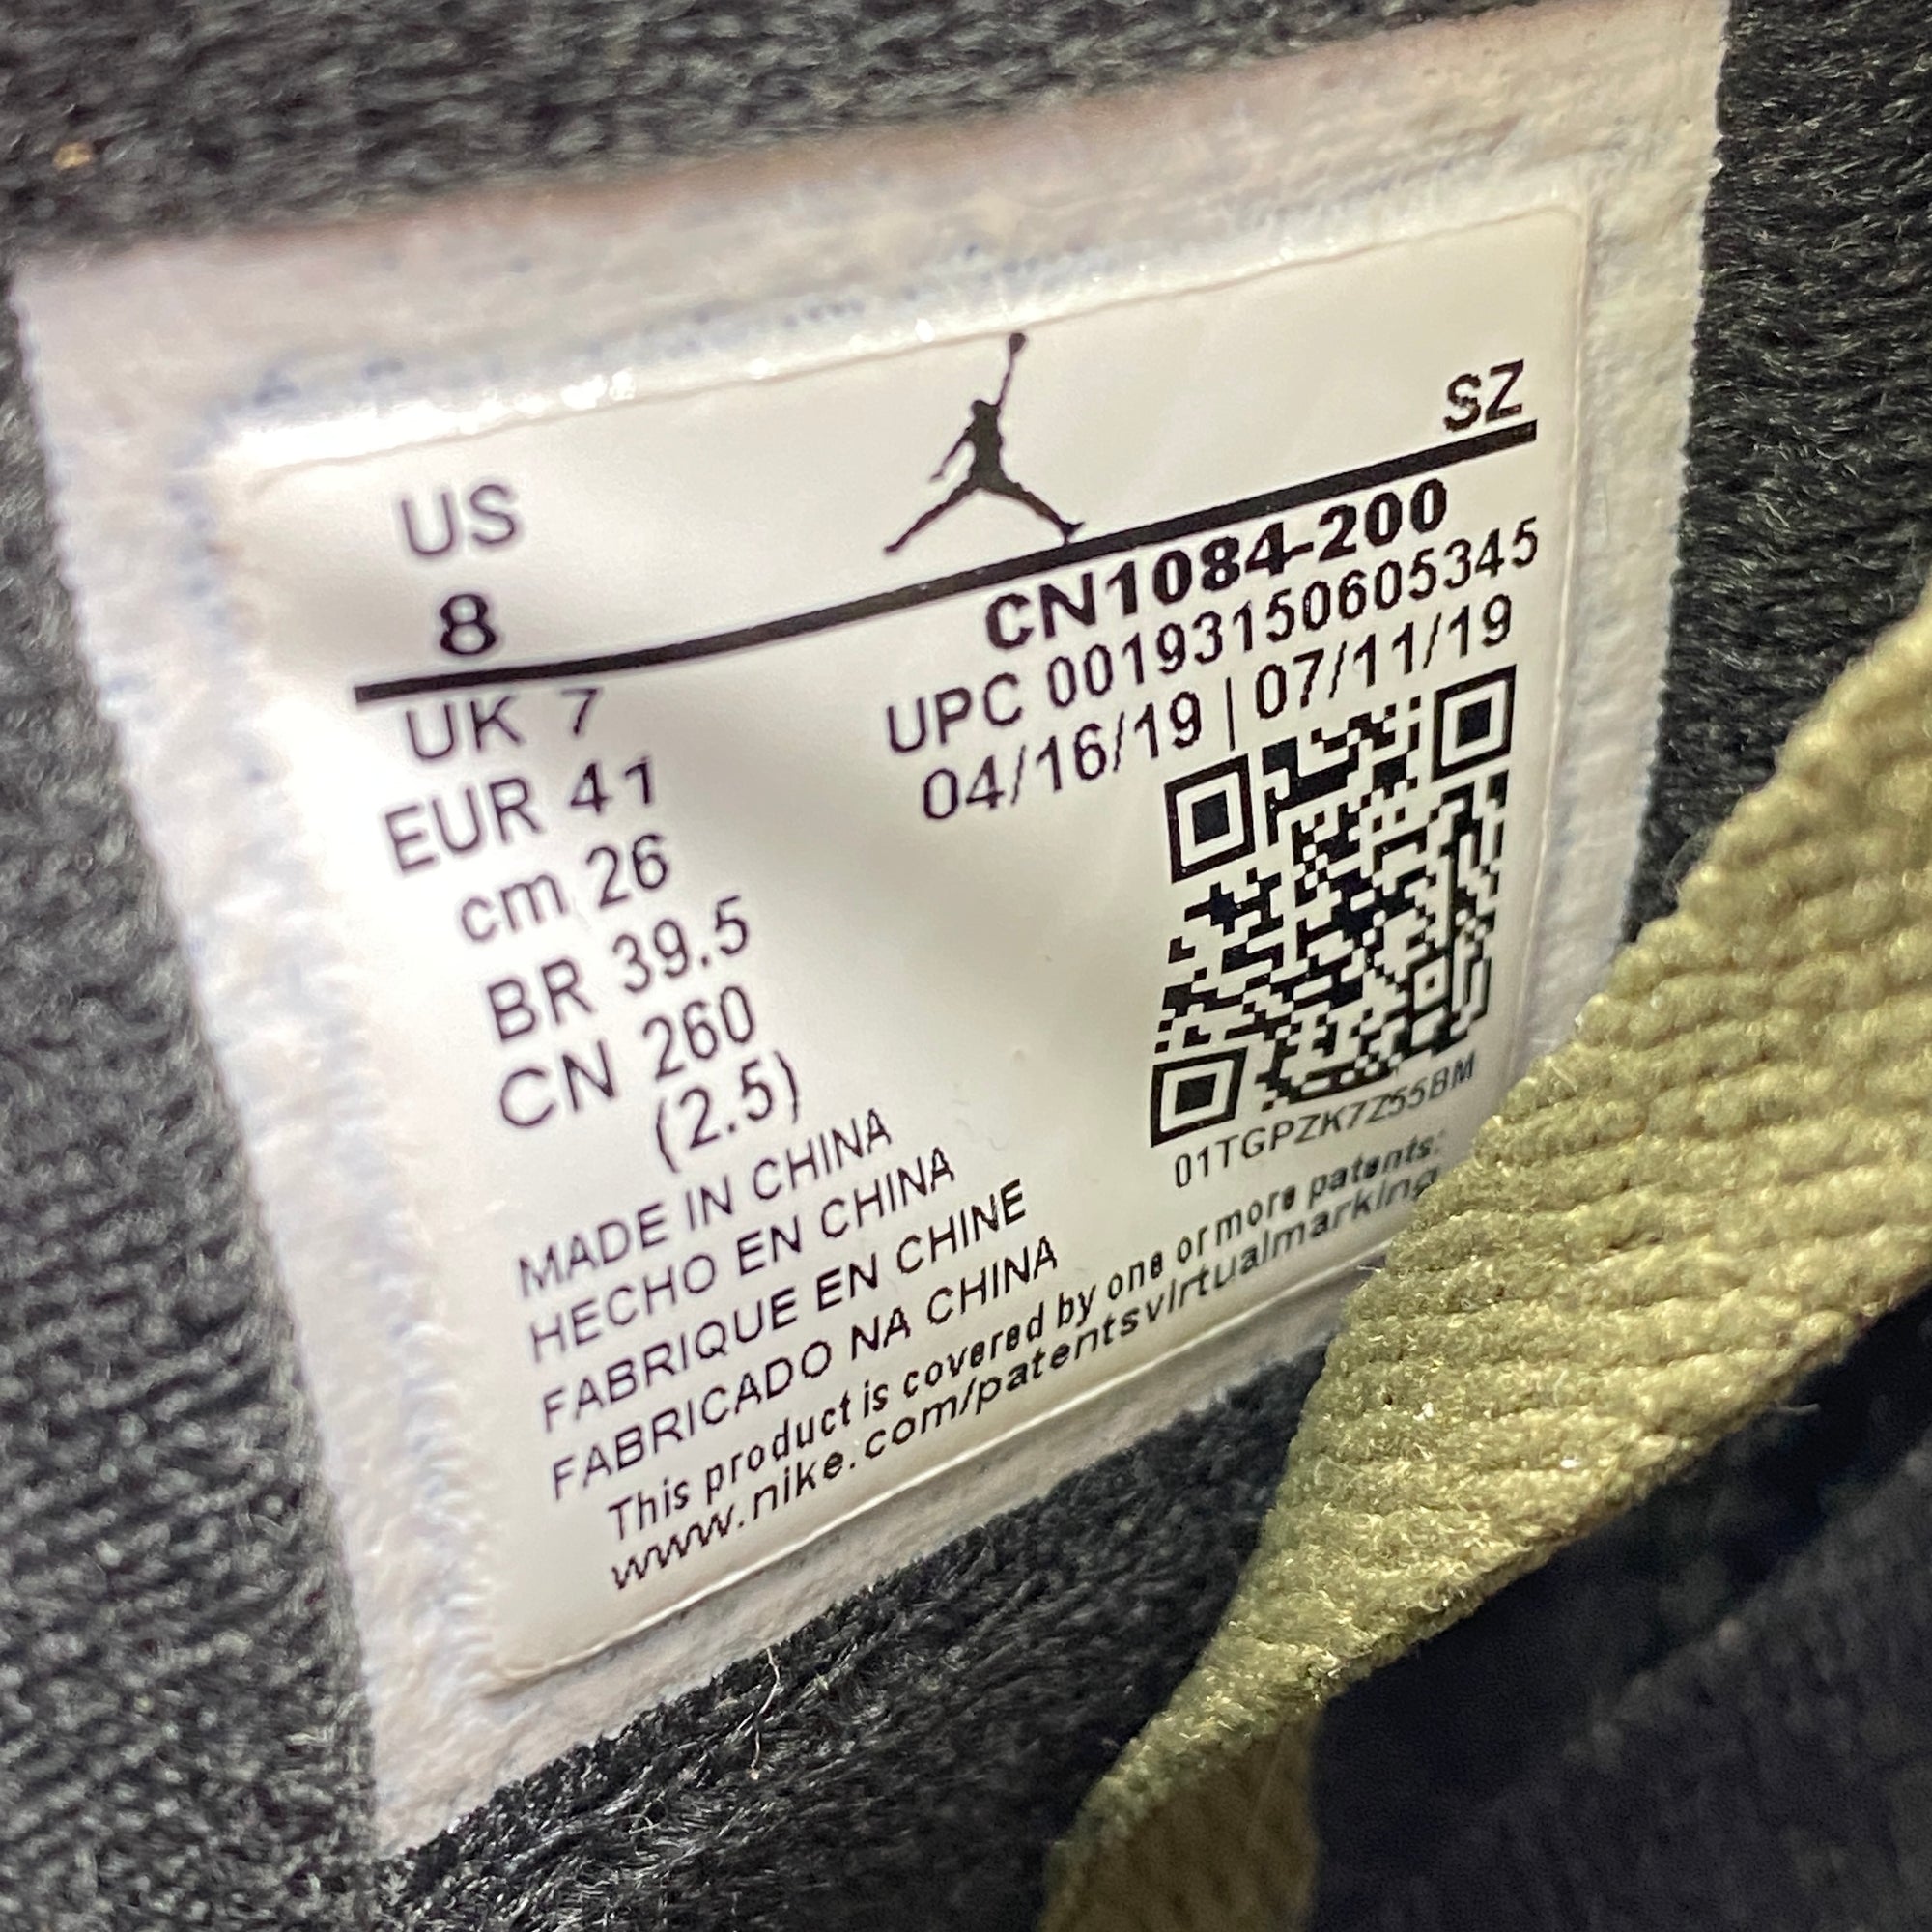 US
SZ
8
CN1084-200
UPC 00193150605345
04/16/19 | 07/11/19
UK 7
EUR 41
cm 26
BR 39.5
CN 260
(2.5)
01TGPZK7Z55BM
MADE IN CHINA
HECHO EN CHINA
FABRIQUE EN CHINE
FABRICADO NA CHINA
This product is covered by one or more patents:
www.nike.com/patentsvirtualmarking